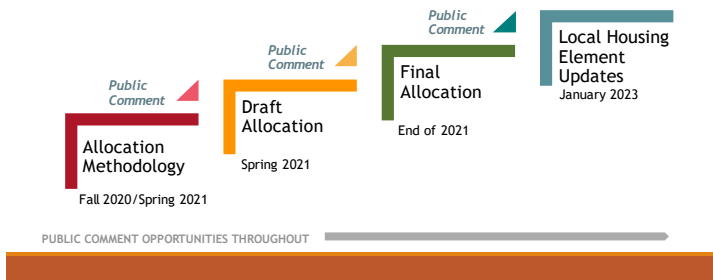 Public
Comment
Allocation
Methodology
Fall 2020/Spring 2021
Public
Comment
Draft
Allocation
Spring 2021
Public
Comment
Final
Allocation
End of 2021
Local Housing
Element
Updates
January 2023
PUBLIC COMMENT OPPORTUNITIES THROUGHOUT